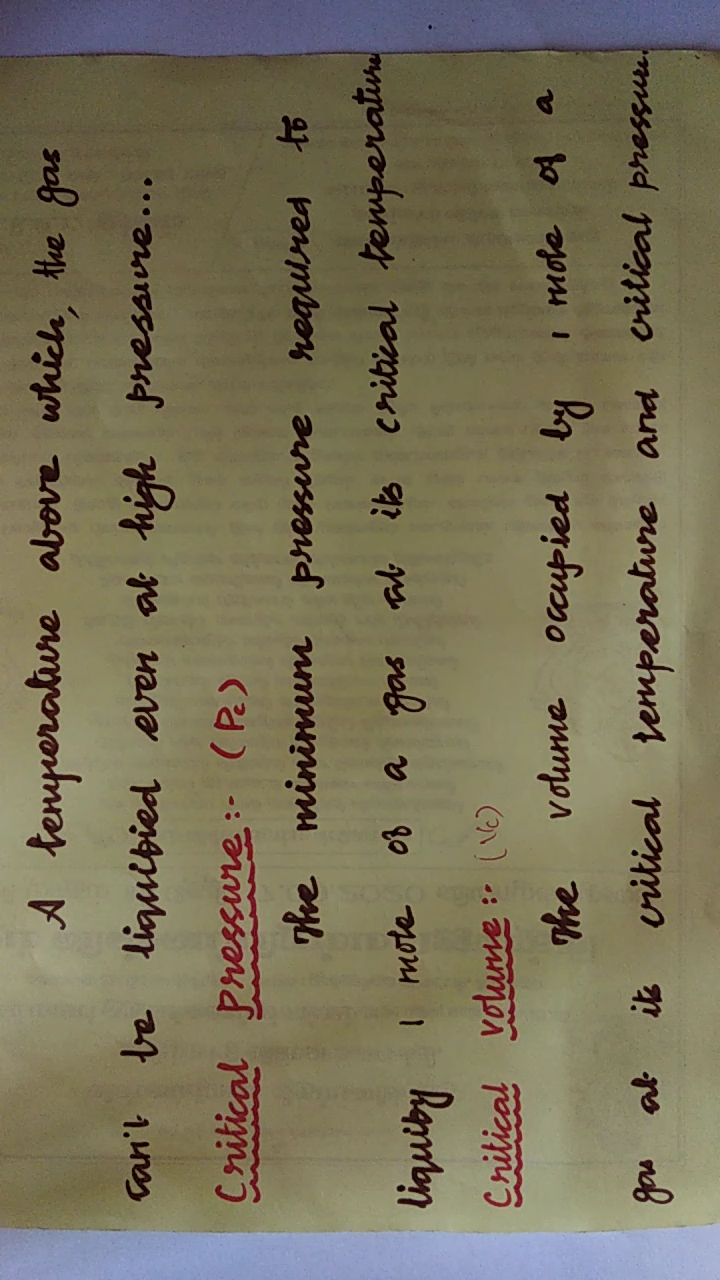 A temperature above which, the gas
can't be liquified even at high pressure...
Critical pressure:- (Pc)
The minimum pressure required to
liquify 1 mole of a gas at its critical temperature
Critical volume:- (Vc)
The volume occupied by 1 mole of a
gas at its critical temperature and critical pressure.